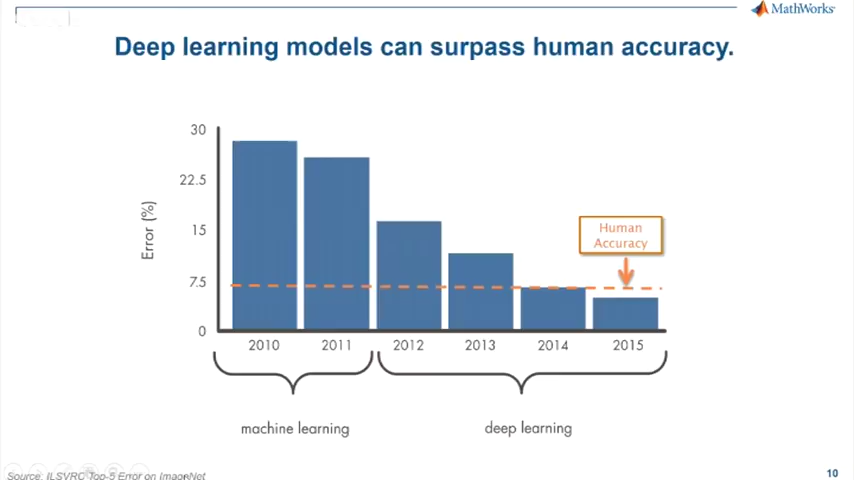 MathWorks
Deep learning models can surpass human accuracy.
30
22.5
15
7.5
0
Error (%)
Human
Accuracy
2010 2011 2012 2013 2014 2015
machine learning
deep learning
Source: ILSVRC Top-5 Error on ImageNet
10